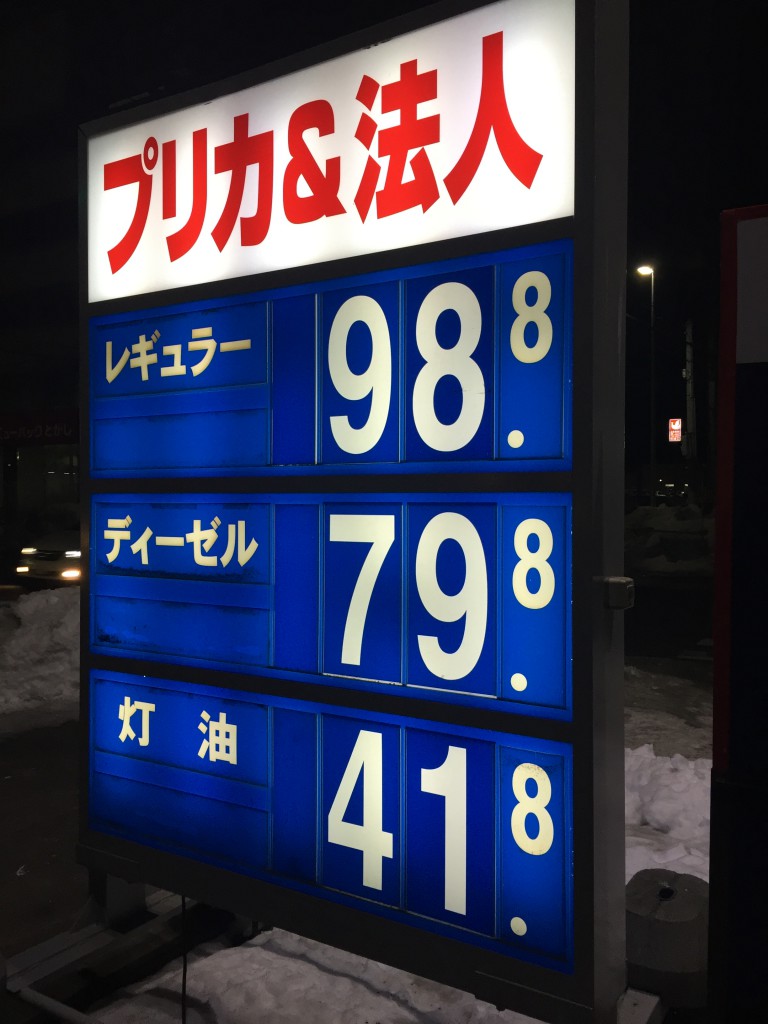 プリカ&法人
レギュラー 98.8
ディーゼル 79.8
灯 油 41.8